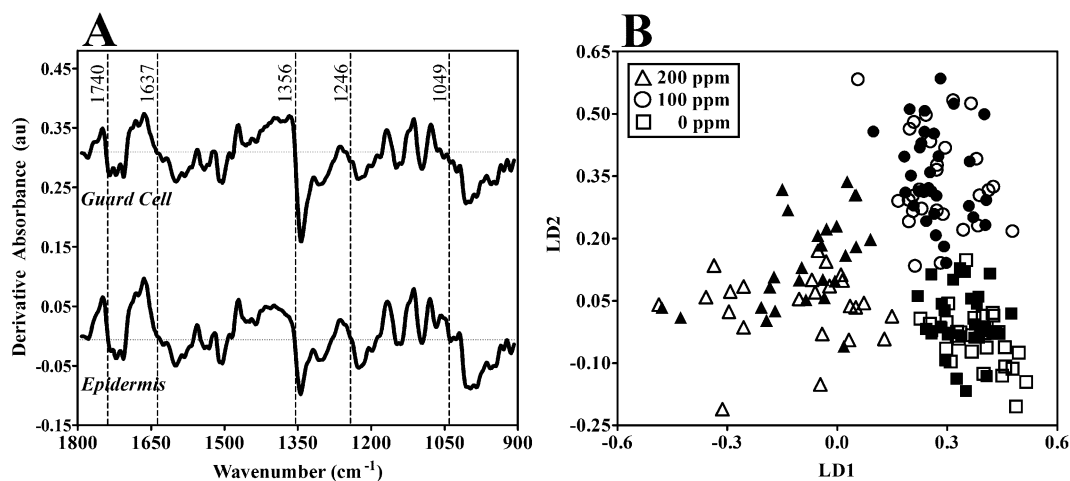 A
0.45
0.35
0.25
0.15
0.05
-0.05
-0.15
Derivative Absorbance (au)
1740
1637
1356
1246
1049
Guard Cell
Epidermis
1800
1650
1500
1350
1200
1050
900
Wavenumber (cm-1)
B
0.65
0.50
0.35
0.20
0.05
-0.10
-0.25
LD2
200 ppm
100 ppm
0 ppm
-0.6
-0.3
0.0
0.3
0.6
LD1